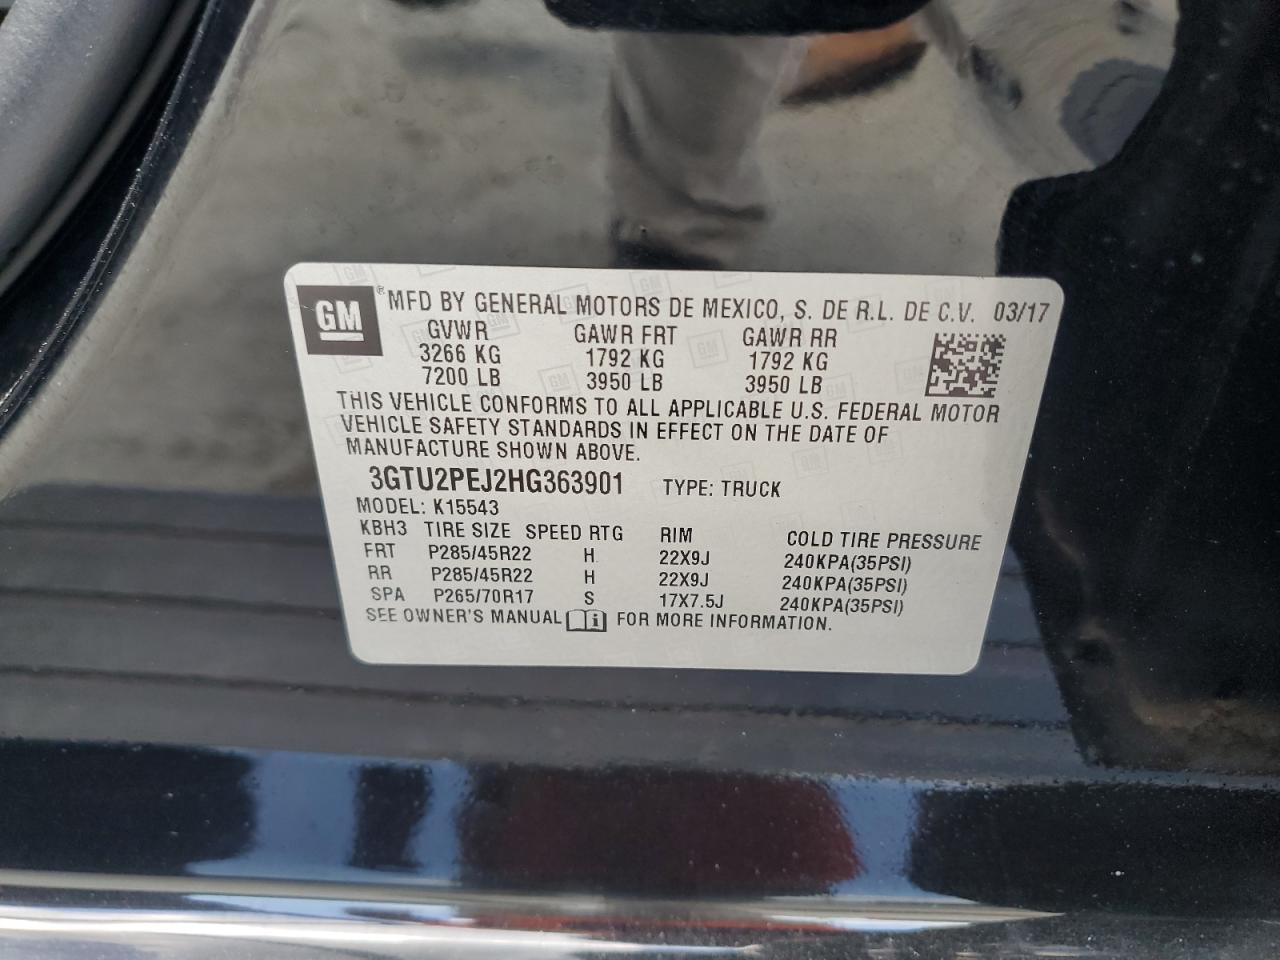 GM ® MFD BY GENERAL MOTORS DE MEXICO, S. DE R.L. DE C.V. 03/17
GVWR GAWR FRT GAWR RR
3266 KG 1792 KG 1792 KG
7200 LB 3950 LB 3950 LB
THIS VEHICLE CONFORMS TO ALL APPLICABLE U.S. FEDERAL MOTOR
VEHICLE SAFETY STANDARDS IN EFFECT ON THE DATE OF
MANUFACTURE SHOWN ABOVE.
3GTU2PEJ2HG363901 TYPE: TRUCK
MODEL: K15543
KBH3 TIRE SIZE SPEED RTG RIM COLD TIRE PRESSURE
FRT P285/45R22 H 22X9J 240KPA(35PSI)
RR P285/45R22 H 22X9J 240KPA(35PSI)
SPA P265/70R17 S 17X7.5J 240KPA(35PSI)
SEE OWNER'S MANUAL i FOR MORE INFORMATION.